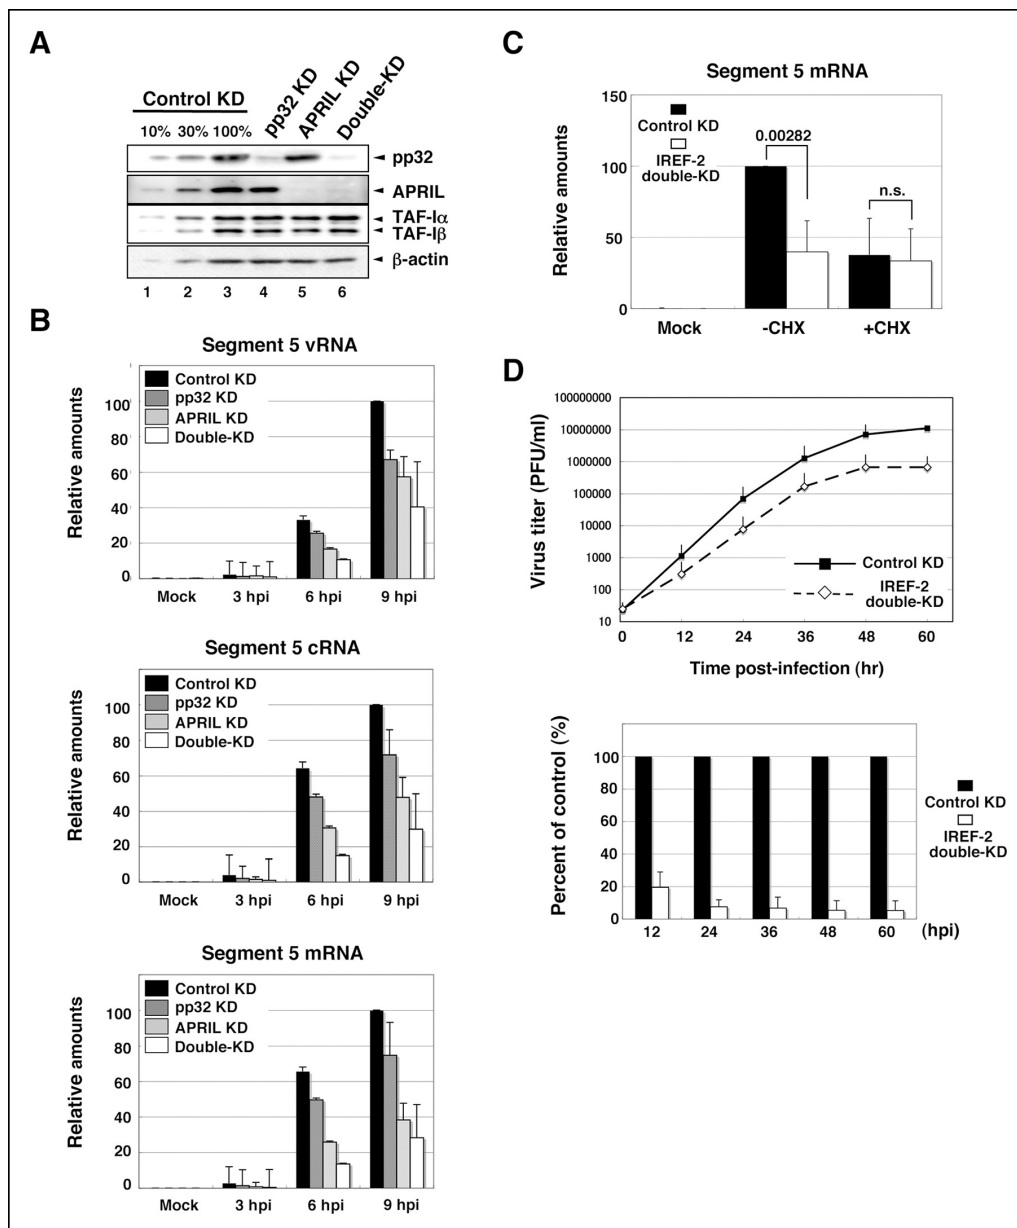 A
Control KD
pp32 KD
APRIL KD
Double-KD
10% 30% 100%
pp32
APRIL
TAF-Iα
TAF-Iβ
β-actin
1 2 3 4 5 6
B
Segment 5 vRNA
Relative amounts
100
80
60
40
20
0
Control KD
pp32 KD
APRIL KD
Double-KD
Mock 3 hpi 6 hpi 9 hpi
Segment 5 cRNA
Relative amounts
100
80
60
40
20
0
Control KD
pp32 KD
APRIL KD
Double-KD
Mock 3 hpi 6 hpi 9 hpi
Segment 5 mRNA
Relative amounts
100
80
60
40
20
0
Control KD
pp32 KD
APRIL KD
Double-KD
Mock 3 hpi 6 hpi 9 hpi
C
Segment 5 mRNA
Relative amounts
150
100
50
0
Control KD
IREF-2
double-KD
0.00282
n.s.
Mock -CHX +CHX
D
Virus titer (PFU/ml)
100000000
10000000
1000000
100000
10000
1000
100
10
Control KD
IREF-2
double-KD
0 12 24 36 48 60
Time post-infection (hr)
Percent of control (%)
100
80
60
40
20
0
Control KD
IREF-2
double-KD
12 24 36 48 60 (hpi)